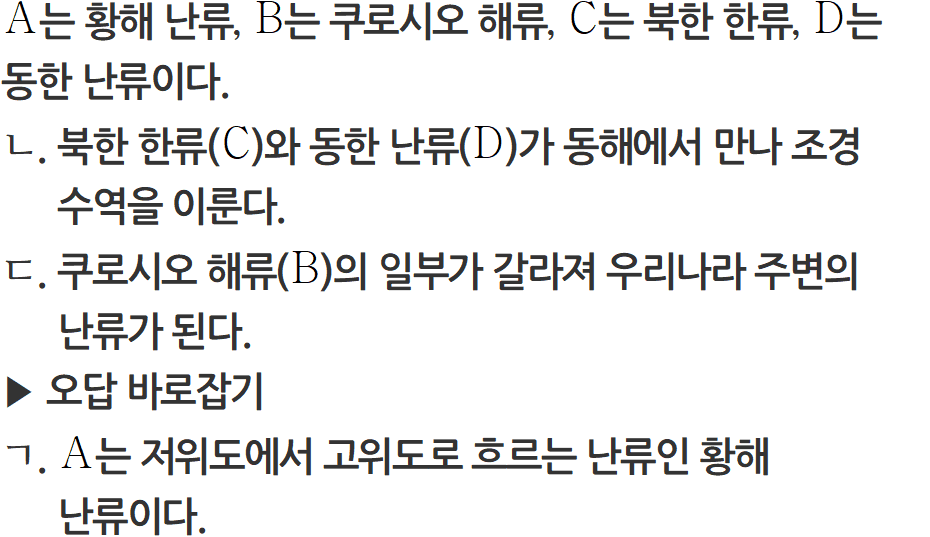 A는 황해 난류, B는 쿠로시오 해류, C는 북한 한류, D는
동한 난류이다.
ㄴ. 북한 한류(C)와 동한 난류(D)가 동해에서 만나 조경
수역을 이룬다.
ㄷ. 쿠로시오 해류(B)의 일부가 갈라져 우리나라 주변의
난류가 된다.
▶ 오답 바로잡기
ㄱ. A는 저위도에서 고위도로 흐르는 난류인 황해
난류이다.